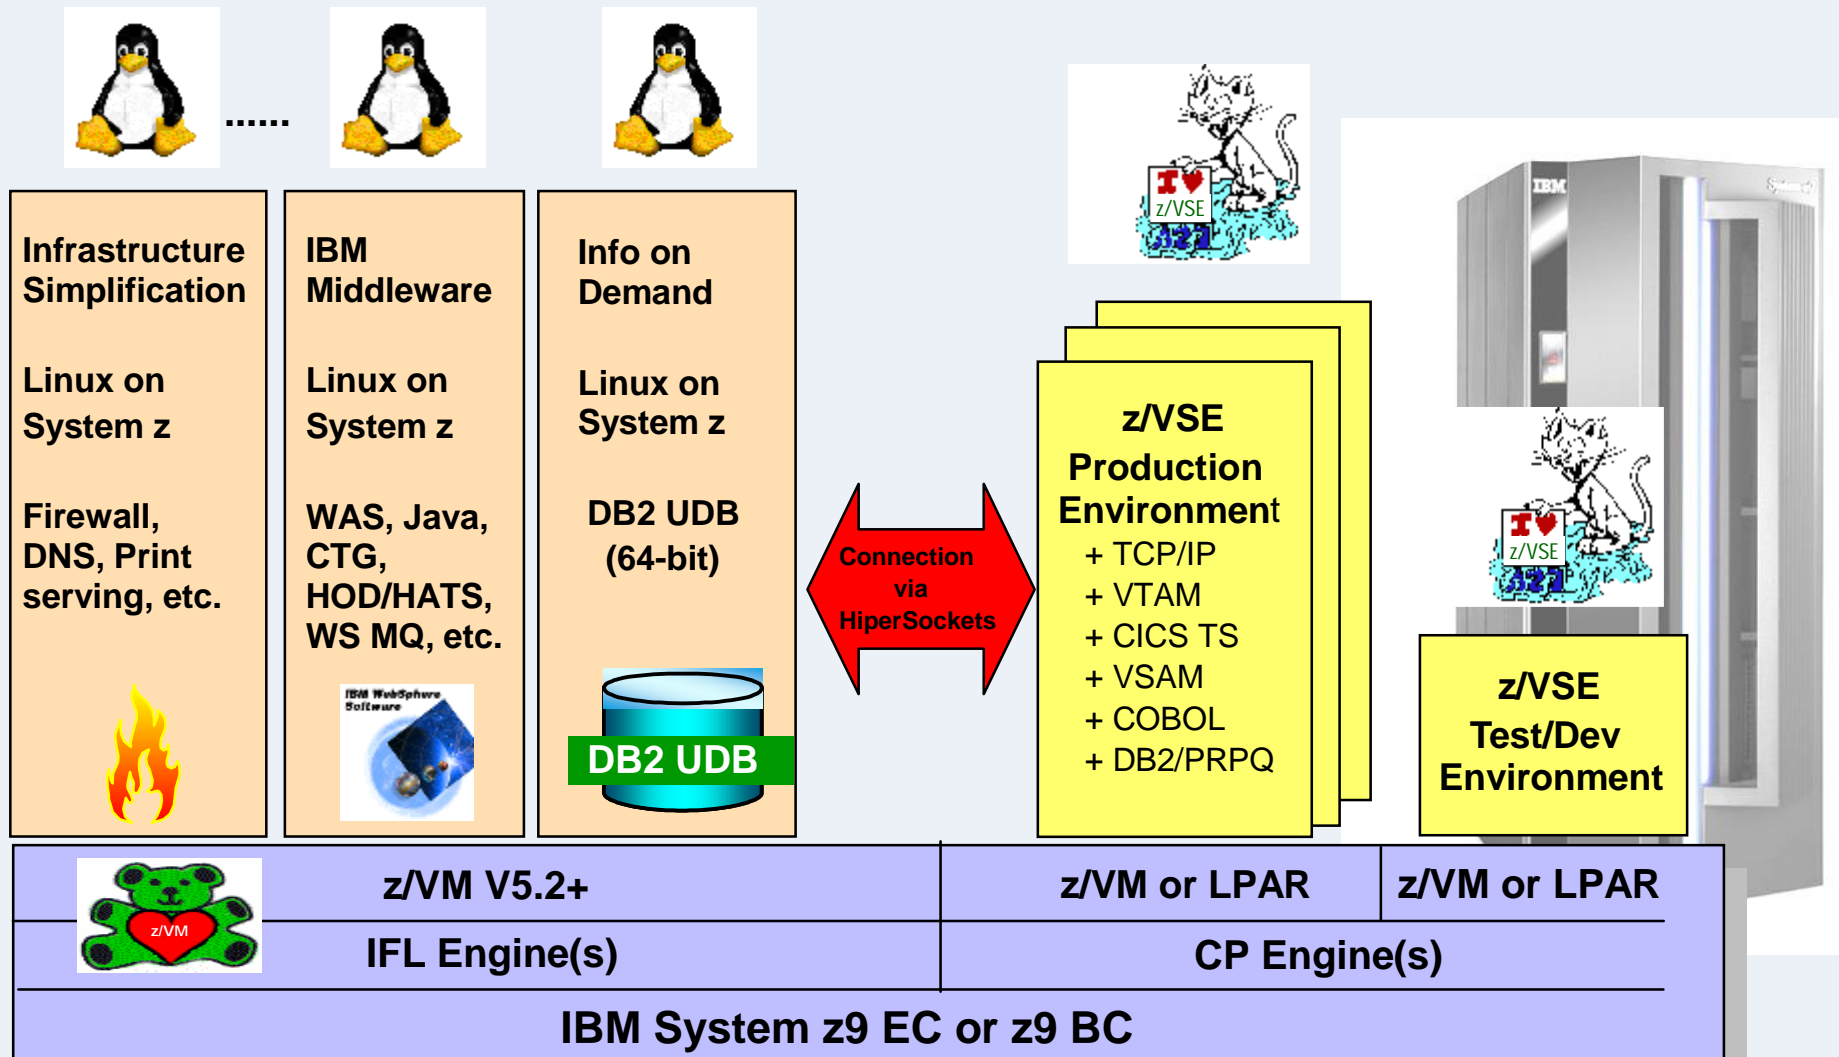 ......
Infrastructure
Simplification
Linux on
System z
Firewall,
DNS, Print
serving, etc.
IBM
Middleware
Linux on
System z
WAS, Java,
CTG,
HOD/HATS,
WS MQ, etc.
IBM WebSphere
Software
Info on
Demand
Linux on
System z
DB2 UDB
(64-bit)
DB2 UDB
Connection
via
HiperSockets
I ♥
z/VSE
z/VSE
Production
Environment
+ TCP/IP
+ VTAM
+ CICS TS
+ VSAM
+ COBOL
+ DB2/PRPQ
IBM
I ♥
z/VSE
z/VSE
Test/Dev
Environment
z/VM
z/VM V5.2+
z/VM or LPAR
z/VM or LPAR
IFL Engine(s)
CP Engine(s)
IBM System z9 EC or z9 BC